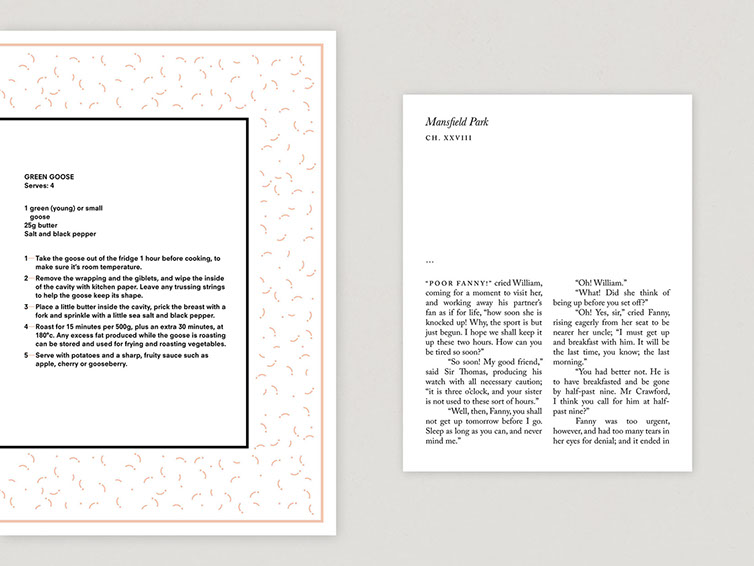 GREEN GOOSE
Serves: 4
1 green (young) or small
goose
25g butter
Salt and black pepper
1 Take the goose out of the fridge 1 hour before cooking, to
make sure it's room temperature.
2 Remove the wrapping and the giblets, and wipe the inside
of the cavity with kitchen paper. Leave any trussing strings
to help the goose keep its shape.
3 Place a little butter inside the cavity, prick the breast with a
fork and sprinkle with a little sea salt and black pepper.
4 Roast for 15 minutes per 500g, plus an extra 30 minutes, at
180°c. Any excess fat produced while the goose is roasting
can be stored and used for frying and roasting vegetables.
5 Serve with potatoes and a sharp, fruity sauce such as
apple, cherry or gooseberry.
Mansfield Park
CH. XXVIII
...
"POOR FANNY!" cried William,
coming for a moment to visit her,
and working away his partner's
fan as if for life, "how soon she is
knocked up! Why, the sport is but
just begun. I hope we shall keep it
up these two hours. How can you
be tired so soon?"
"So soon! My good friend,"
said Sir Thomas, producing his
watch with all necessary caution;
"it is three o'clock, and your sister
is not used to these sort of hours."
"Well, then, Fanny, you shall
not get up tomorrow before I go.
Sleep as long as you can, and never
mind me."
"Oh! William."
"What! Did she think of
being up before you set off?"
"Oh! Yes, sir," cried Fanny,
rising eagerly from her seat to be
nearer her uncle; "I must get up
and breakfast with him. It will be
the last time, you know; the last
morning."
"You had better not. He is
to have breakfasted and be gone
by half-past nine. Mr Crawford,
I think you call for him at half-
past nine?"
Fanny was too urgent,
however, and had too many tears in
her eyes for denial; and it ended in